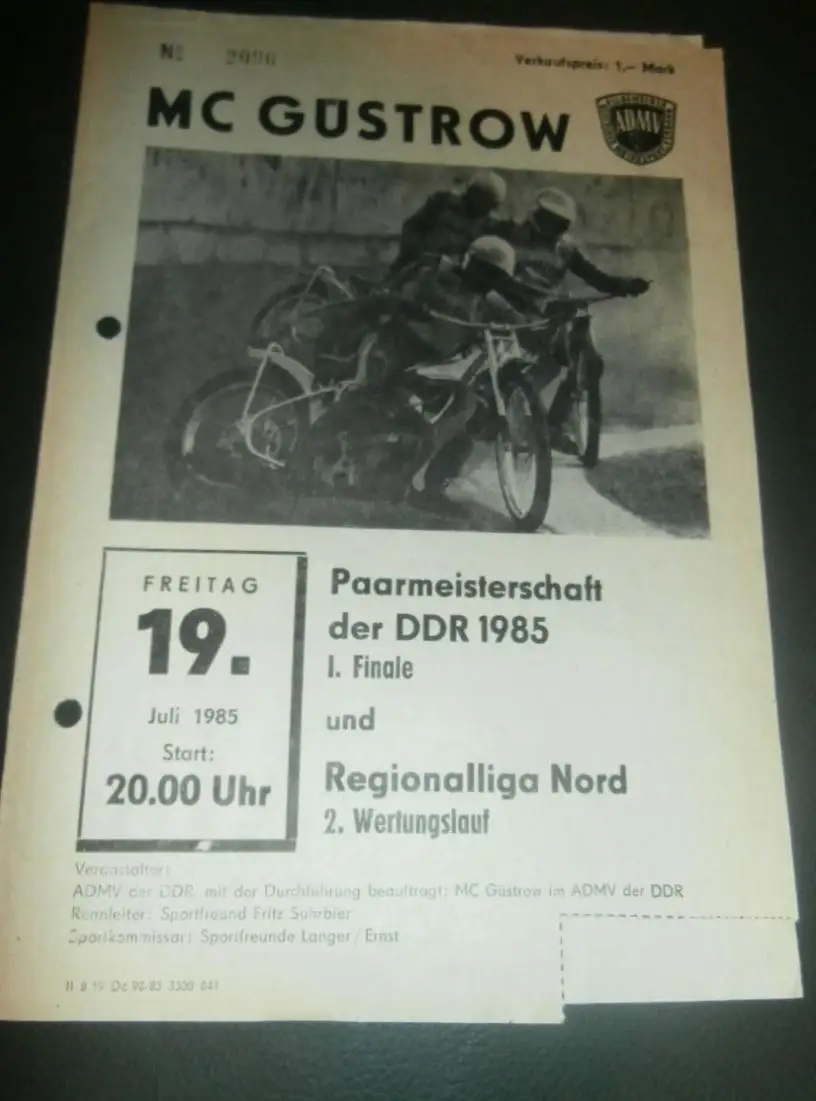 Nº 2096
Verkaufspreis: 1,— Mark
MC GÜSTROW
ADMV
FREITAG
19.
Juli 1985
Start:
20.00 Uhr
Paarmeisterschaft
der DDR 1985
I. Finale
und
Regionalliga Nord
2. Wertungslauf
Veranstalter:
ADMV der DDR, mit der Durchführung beauftragt: MC Güstrow im ADMV der DDR
Rennleiter: Sportfreund Fritz Suhrbier
Sportkommissar: Sportfreunde Langer / Ernst